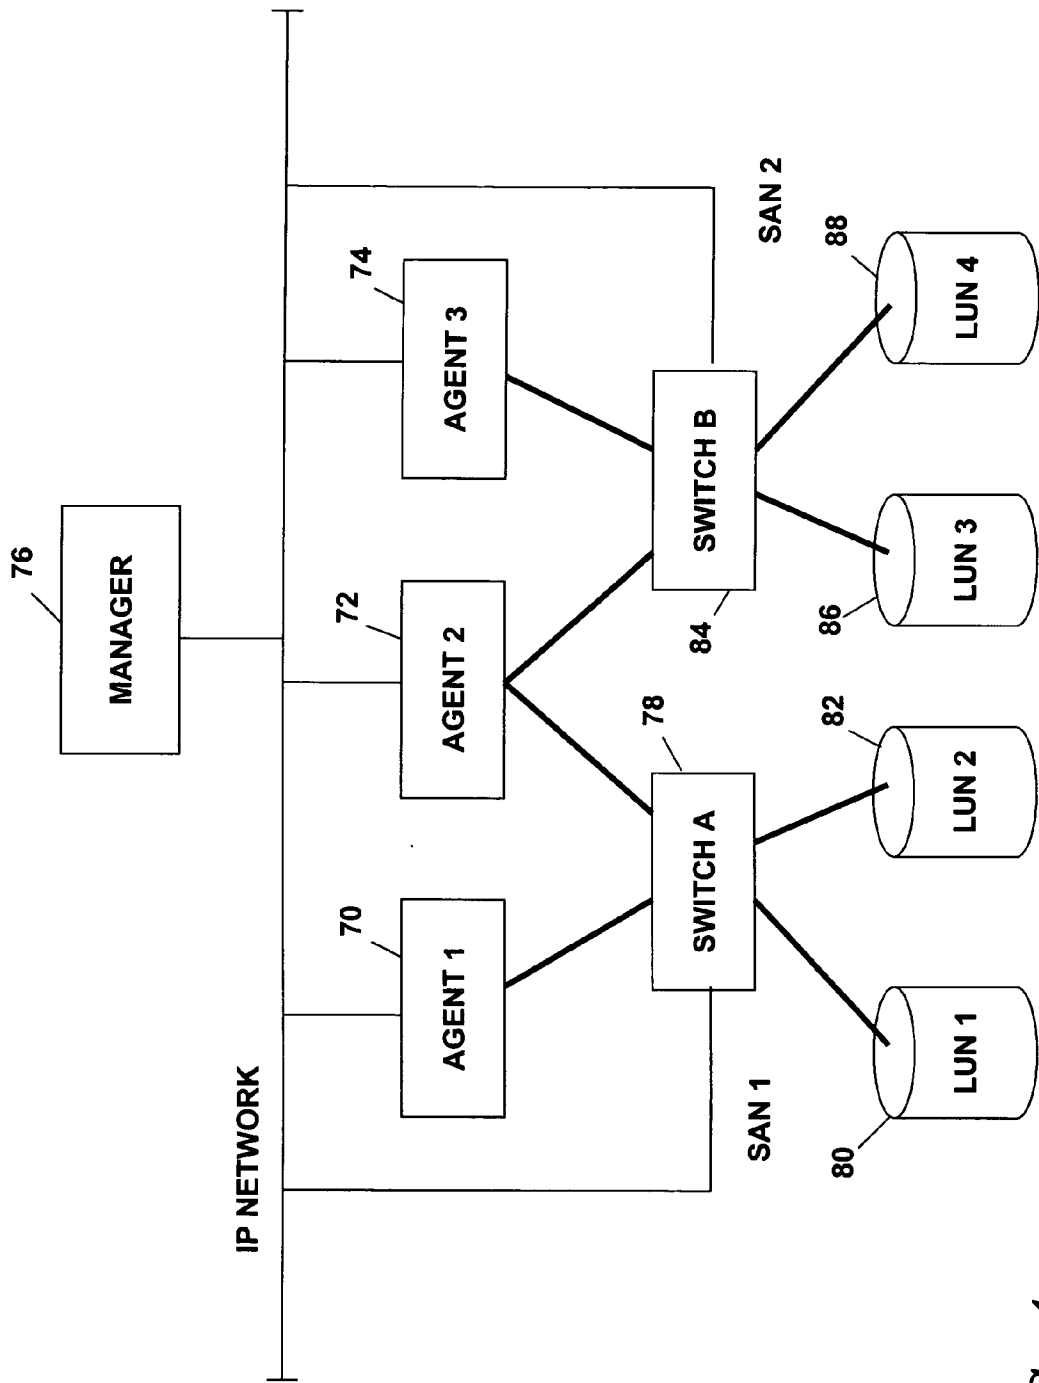 76
MANAGER
IP NETWORK
70
72
74
AGENT 1
AGENT 2
AGENT 3
78
SWITCH A
SWITCH B
84
SAN 1
SAN 2
80
82
86
88
LUN 1
LUN 2
LUN 3
LUN 4